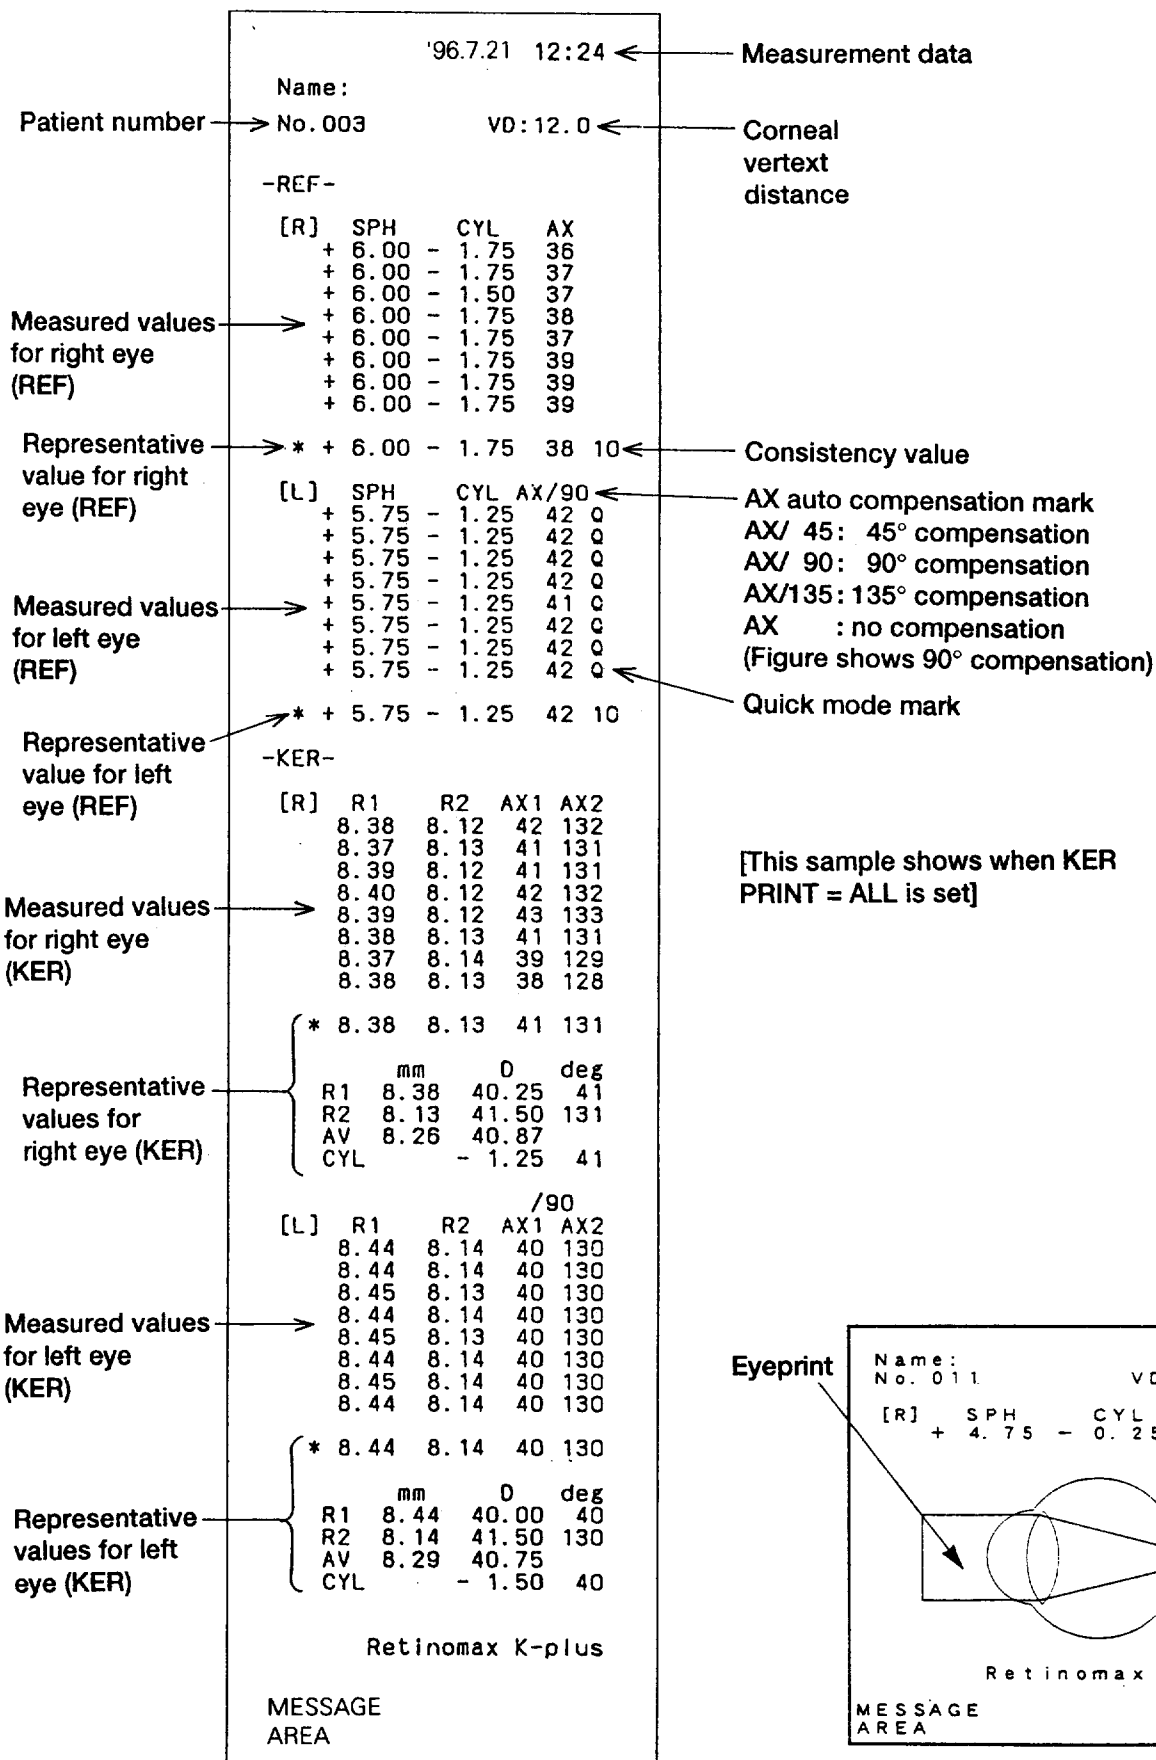 '96.7.21 12:24
Measurement data
Name:
Patient number
No.003 VD:12.0
Corneal
vertext
distance
-REF-
[R] SPH CYL AX
+ 6.00 - 1.75 36
+ 6.00 - 1.75 37
+ 6.00 - 1.50 37
+ 6.00 - 1.75 38
+ 6.00 - 1.75 37
+ 6.00 - 1.75 39
+ 6.00 - 1.75 39
+ 6.00 - 1.75 39
Measured values
for right eye
(REF)
* + 6.00 - 1.75 38 10
Representative
value for right
eye (REF)
Consistency value
[L] SPH CYL AX/90
+ 5.75 - 1.25 42 Q
+ 5.75 - 1.25 42 Q
+ 5.75 - 1.25 42 Q
+ 5.75 - 1.25 42 Q
+ 5.75 - 1.25 41 Q
+ 5.75 - 1.25 42 Q
+ 5.75 - 1.25 42 Q
+ 5.75 - 1.25 42 Q
AX auto compensation mark
AX/ 45: 45° compensation
AX/ 90: 90° compensation
AX/135: 135° compensation
AX : no compensation
(Figure shows 90° compensation)
Measured values
for left eye
(REF)
Quick mode mark
* + 5.75 - 1.25 42 10
Representative
value for left
eye (REF)
-KER-
[R] R1 R2 AX1 AX2
8.38 8.12 42 132
8.37 8.13 41 131
8.39 8.12 41 131
8.40 8.12 42 132
8.39 8.12 43 133
8.38 8.13 41 131
8.37 8.14 39 129
8.38 8.13 38 128
[This sample shows when KER
PRINT = ALL is set]
Measured values
for right eye
(KER)
* 8.38 8.13 41 131
mm D deg
R1 8.38 40.25 41
R2 8.13 41.50 131
AV 8.26 40.87
CYL - 1.25 41
Representative
values for
right eye (KER)
/90
[L] R1 R2 AX1 AX2
8.44 8.14 40 130
8.44 8.14 40 130
8.45 8.13 40 130
8.44 8.14 40 130
8.45 8.13 40 130
8.44 8.14 40 130
8.45 8.14 40 130
8.44 8.14 40 130
Measured values
for left eye
(KER)
* 8.44 8.14 40 130
mm D deg
R1 8.44 40.00 40
R2 8.14 41.50 130
AV 8.29 40.75
CYL - 1.50 40
Representative
values for left
eye (KER)
Retinomax K-plus
MESSAGE
AREA
Eyeprint
Name:
No. 011 VD
[R] SPH CYL
+ 4.75 - 0.25
Retinomax
MESSAGE
AREA